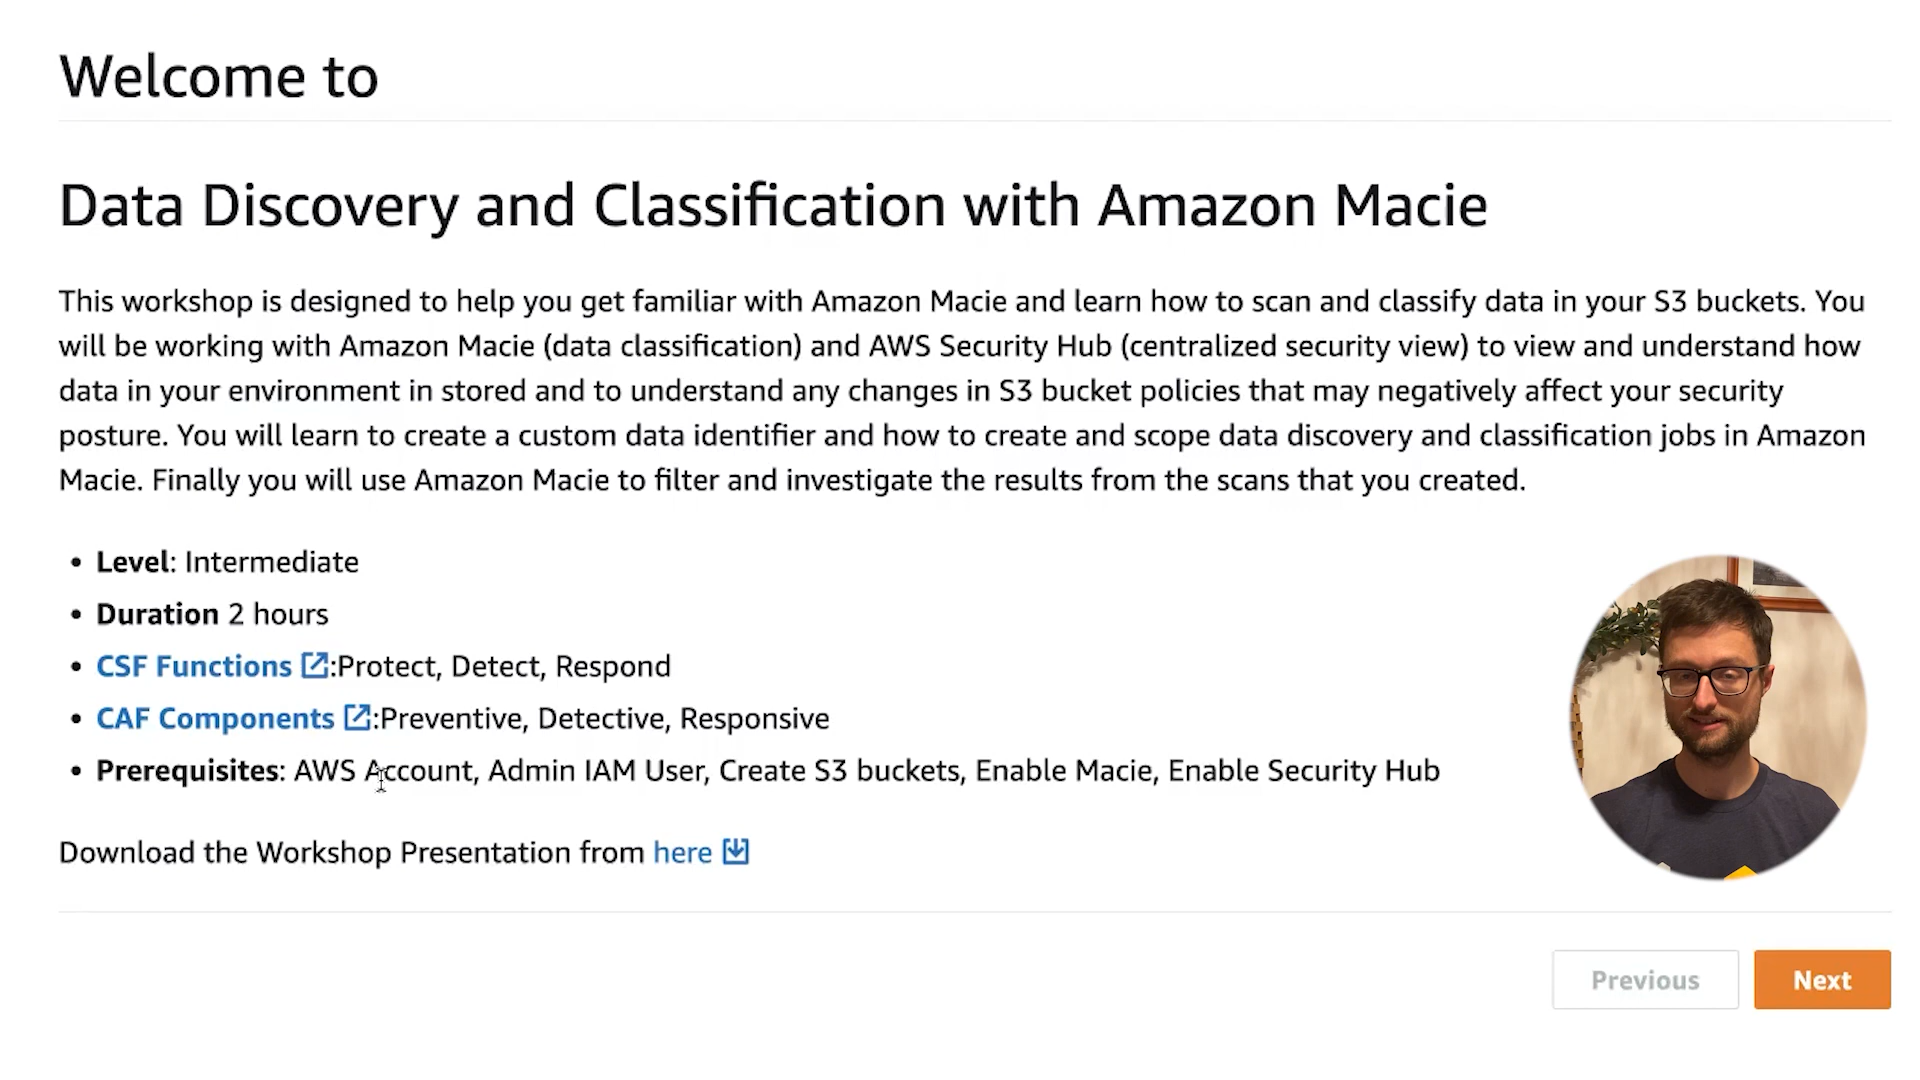 Welcome to
Data Discovery and Classification with Amazon Macie
This workshop is designed to help you get familiar with Amazon Macie and learn how to scan and classify data in your S3 buckets. You
will be working with Amazon Macie (data classification) and AWS Security Hub (centralized security view) to view and understand how
data in your environment in stored and to understand any changes in S3 bucket policies that may negatively affect your security
posture. You will learn to create a custom data identifier and how to create and scope data discovery and classification jobs in Amazon
Macie. Finally you will use Amazon Macie to filter and investigate the results from the scans that you created.
• Level: Intermediate
• Duration 2 hours
• CSF Functions :Protect, Detect, Respond
• CAF Components :Preventive, Detective, Responsive
• Prerequisites: AWS Account, Admin IAM User, Create S3 buckets, Enable Macie, Enable Security Hub
Download the Workshop Presentation from here
Previous
Next